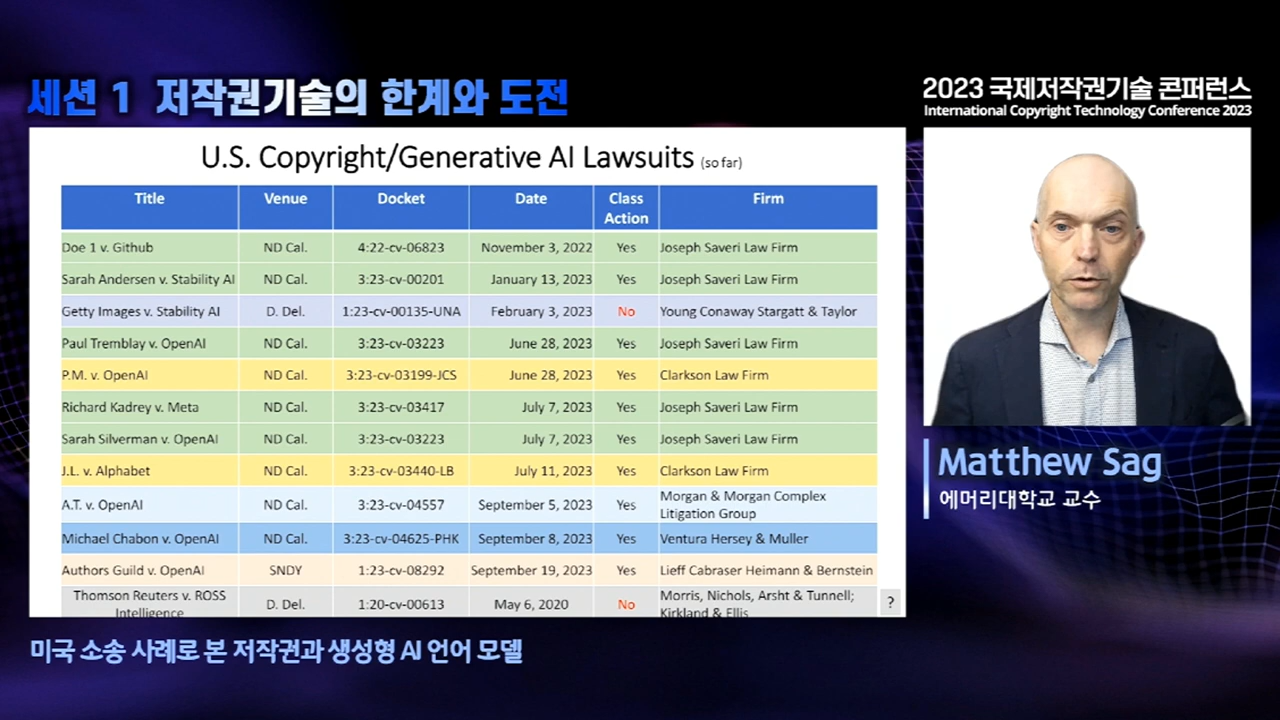 세션 1 저작권기술의 한계와 도전
2023 국제저작권기술 콘퍼런스
International Copyright Technology Conference 2023
U.S. Copyright/Generative AI Lawsuits (so far)
Title Venue Docket Date Class Action Firm
Doe 1 v. Github ND Cal. 4:22-cv-06823 November 3, 2022 Yes Joseph Saveri Law Firm
Sarah Andersen v. Stability AI ND Cal. 3:23-cv-00201 January 13, 2023 Yes Joseph Saveri Law Firm
Getty Images v. Stability AI D. Del. 1:23-cv-00135-UNA February 3, 2023 No Young Conaway Stargatt & Taylor
Paul Tremblay v. OpenAI ND Cal. 3:23-cv-03223 June 28, 2023 Yes Joseph Saveri Law Firm
P.M. v. OpenAI ND Cal. 3:23-cv-03199-JCS June 28, 2023 Yes Clarkson Law Firm
Richard Kadrey v. Meta ND Cal. 3:23-cv-03417 July 7, 2023 Yes Joseph Saveri Law Firm
Sarah Silverman v. OpenAI ND Cal. 3:23-cv-03223 July 7, 2023 Yes Joseph Saveri Law Firm
J.L. v. Alphabet ND Cal. 3:23-cv-03440-LB July 11, 2023 Yes Clarkson Law Firm
A.T. v. OpenAI ND Cal. 3:23-cv-04557 September 5, 2023 Yes Morgan & Morgan Complex Litigation Group
Michael Chabon v. OpenAI ND Cal. 3:23-cv-04625-PHK September 8, 2023 Yes Ventura Hersey & Muller
Authors Guild v. OpenAI SNDY 1:23-cv-08292 September 19, 2023 Yes Lieff Cabraser Heimann & Bernstein
Thomson Reuters v. ROSS Intelligence D. Del. 1:20-cv-00613 May 6, 2020 No Morris, Nichols, Arsht & Tunnell; Kirkland & Ellis
?
Matthew Sag
에머리대학교 교수
미국 소송 사례로 본 저작권과 생성형 AI 언어 모델